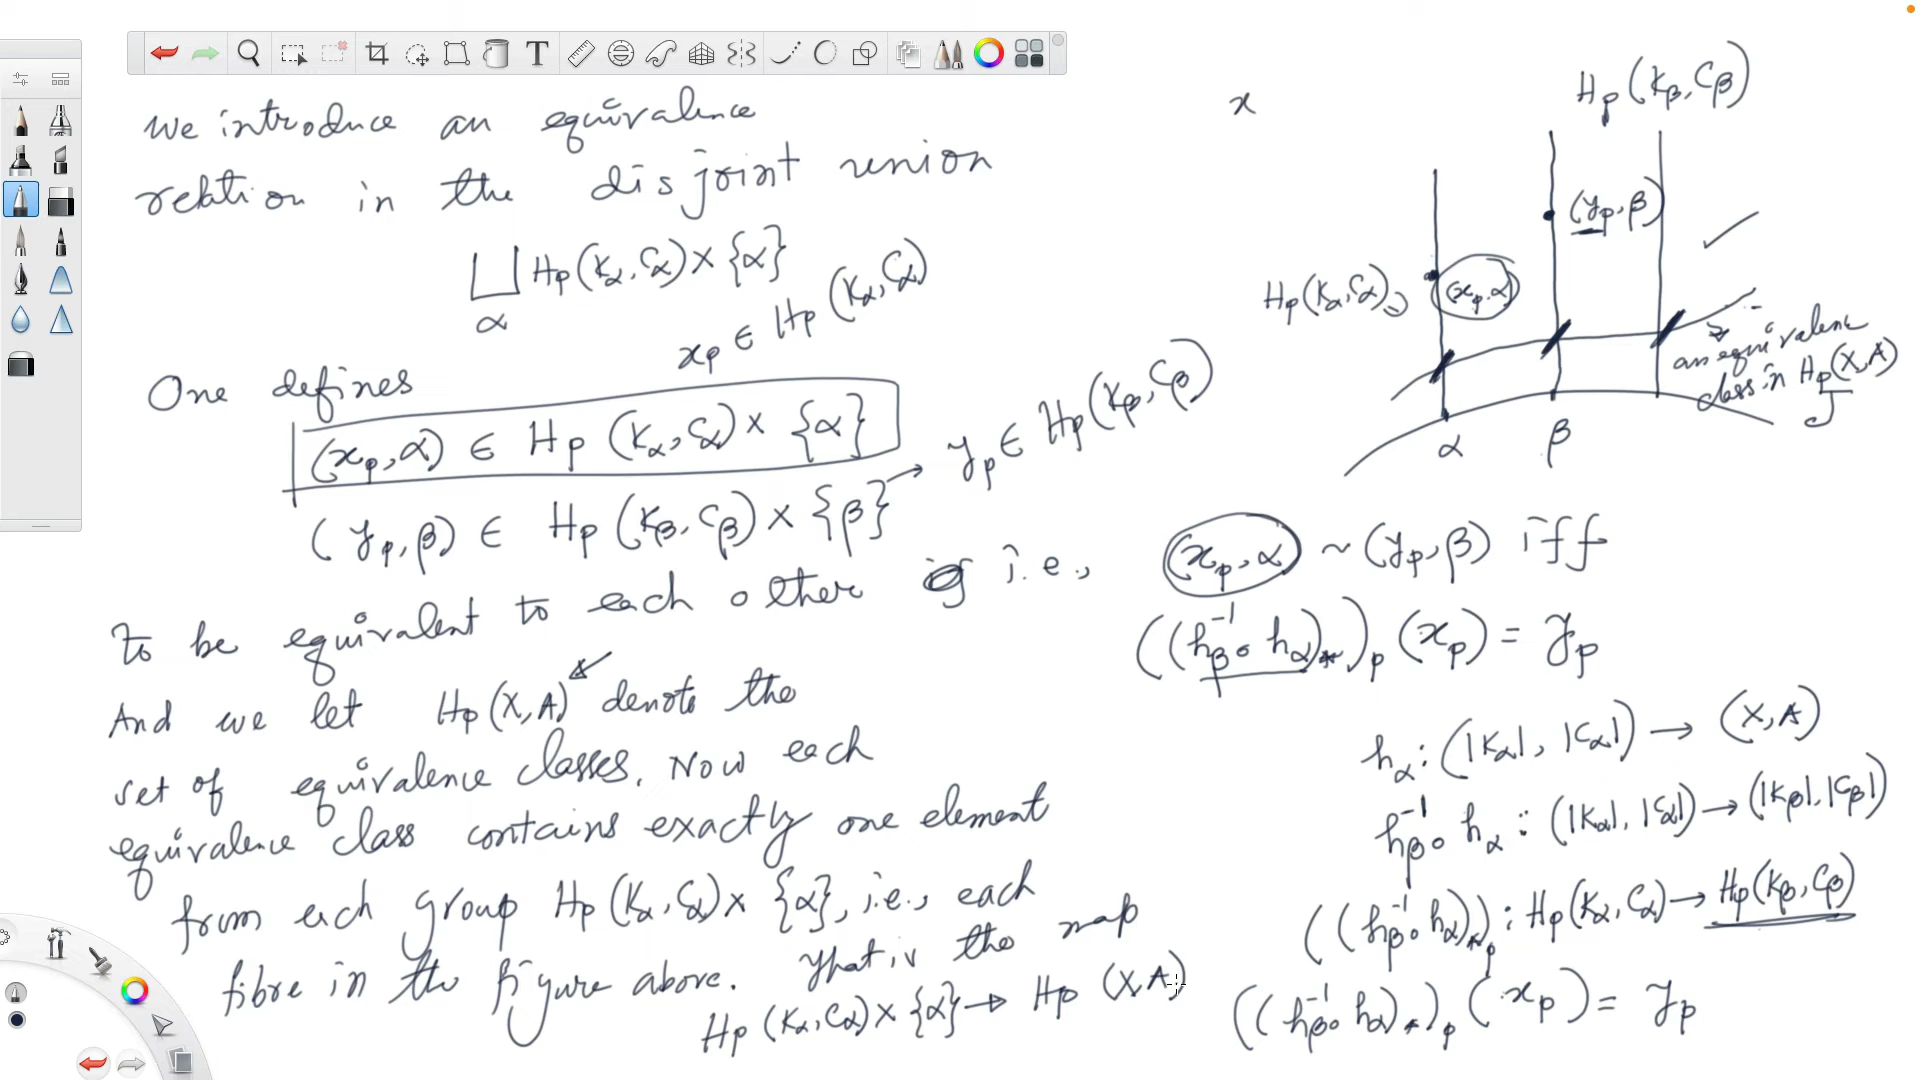 we introduce an equivalence
relation in the disjoint union
⨆ Hp(Kα, Cα) × {α}
α
xp ∈ Hp(Kα, Cα)
One defines
(xp, α) ∈ Hp(Kα, Cα) × {α}
(yp, β) ∈ Hp(Kβ, Cβ) × {β} → yp ∈ Hp(Kβ, Cβ)
to be equivalent to each other i.e.,
And we let Hp(X, A) denote the
set of equivalence classes. Now each
equivalence class contains exactly one element
from each group Hp(Kα, Cα) × {α}, i.e., each
fibre in the figure above. That is the map
Hp(Kα, Cα) × {α} → Hp(X, A)
x
Hp(Kβ, Cβ)
(yp, β)
Hp(Kα, Cα)
(xp, α)
an equivalence
class in Hp(X, A)
α β
(xp, α) ~ (yp, β) iff
((hβ⁻¹∘hα)*)p (xp) = yp
hα : (|Kα|, |Cα|) → (X, A)
hβ⁻¹∘hα : (|Kα|, |Cα|) → (|Kβ|, |Cβ|)
((hβ⁻¹∘hα)*)p : Hp(Kα, Cα) → Hp(Kβ, Cβ)
((hβ⁻¹∘hα)*)p (xp) = yp